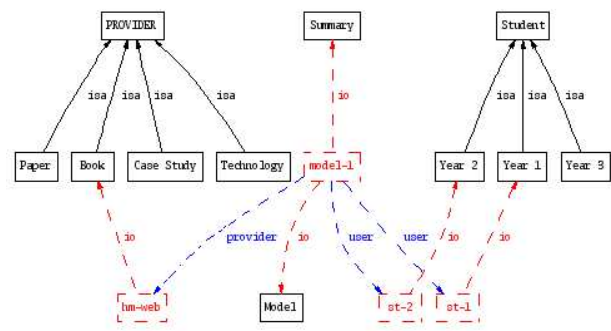 PROVIDER Summary Student
isa isa isa isa io isa isa isa
Paper Book Case Study Technology model-1 Year 2 Year 1 Year 3
io provider io user user io io
hm-web Model st-2 st-1